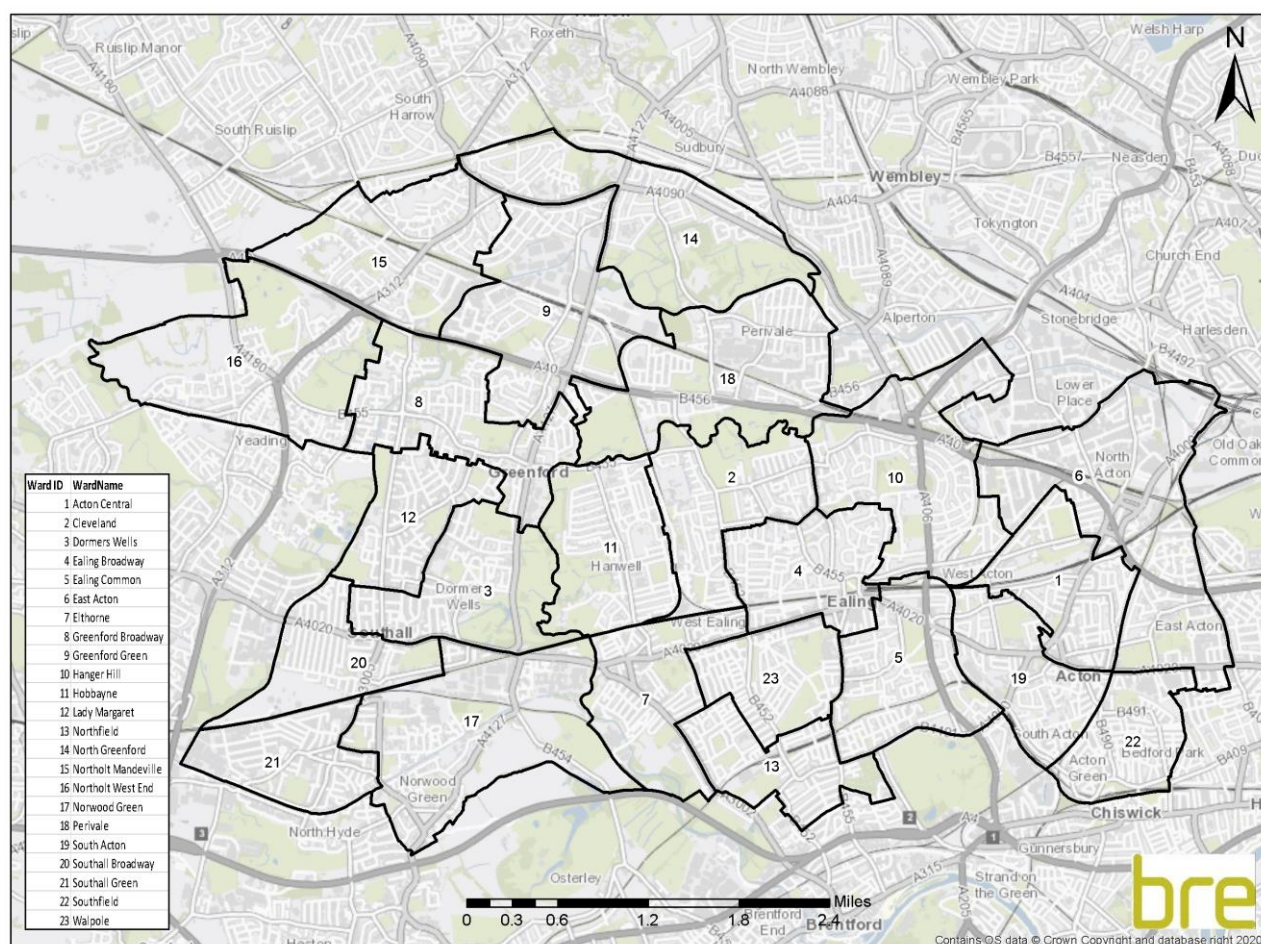 Ruislip Manor
Roxeth
Welsh Harp
N
A4090
A312
A4180
North Wembley
Wembley Park
A4088
South Harrow
A4127
A4005
B4565
South Ruislip
Sudbury
B4557
Neasden
B453
A4088
Wembley
A4090
A404
Tokyngton
14
15
Church End
A312
A404
A4089
9
Perivale
Alperton
Stonebridge
Harlesden
16
A4180
A40
18
B456
B4492
Lower Place
8
B456
Yeading
North Acton
Old Oak Common
Greenford
2
10
6
12
A406
11
Hanwell
4
West Acton
1
3
Dormers Wells
B455
Ealing
A4020
A312
West Ealing
East Acton
A4020
Southall
20
5
19
Acton
7
23
B452
17
A4127
B454
South Acton
B491
B490
22
Bedford Park
B409
21
Norwood Green
13
Acton Green
Chiswick
North Hyde
3
2
A4
1
Gunnersbury
A315
A205
Osterley
Strand on the Green
Brentford End
Brentford
Ward ID WardName
1 Acton Central
2 Cleveland
3 Dormers Wells
4 Ealing Broadway
5 Ealing Common
6 East Acton
7 Elthorne
8 Greenford Broadway
9 Greenford Green
10 Hanger Hill
11 Hobbayne
12 Lady Margaret
13 Northfield
14 North Greenford
15 Northolt Mandeville
16 Northolt West End
17 Norwood Green
18 Perivale
19 South Acton
20 Southall Broadway
21 Southall Green
22 Southfield
23 Walpole
Miles
0 0.3 0.6 1.2 1.8 2.4
bre
Contains OS data © Crown Copyright and database right 2020